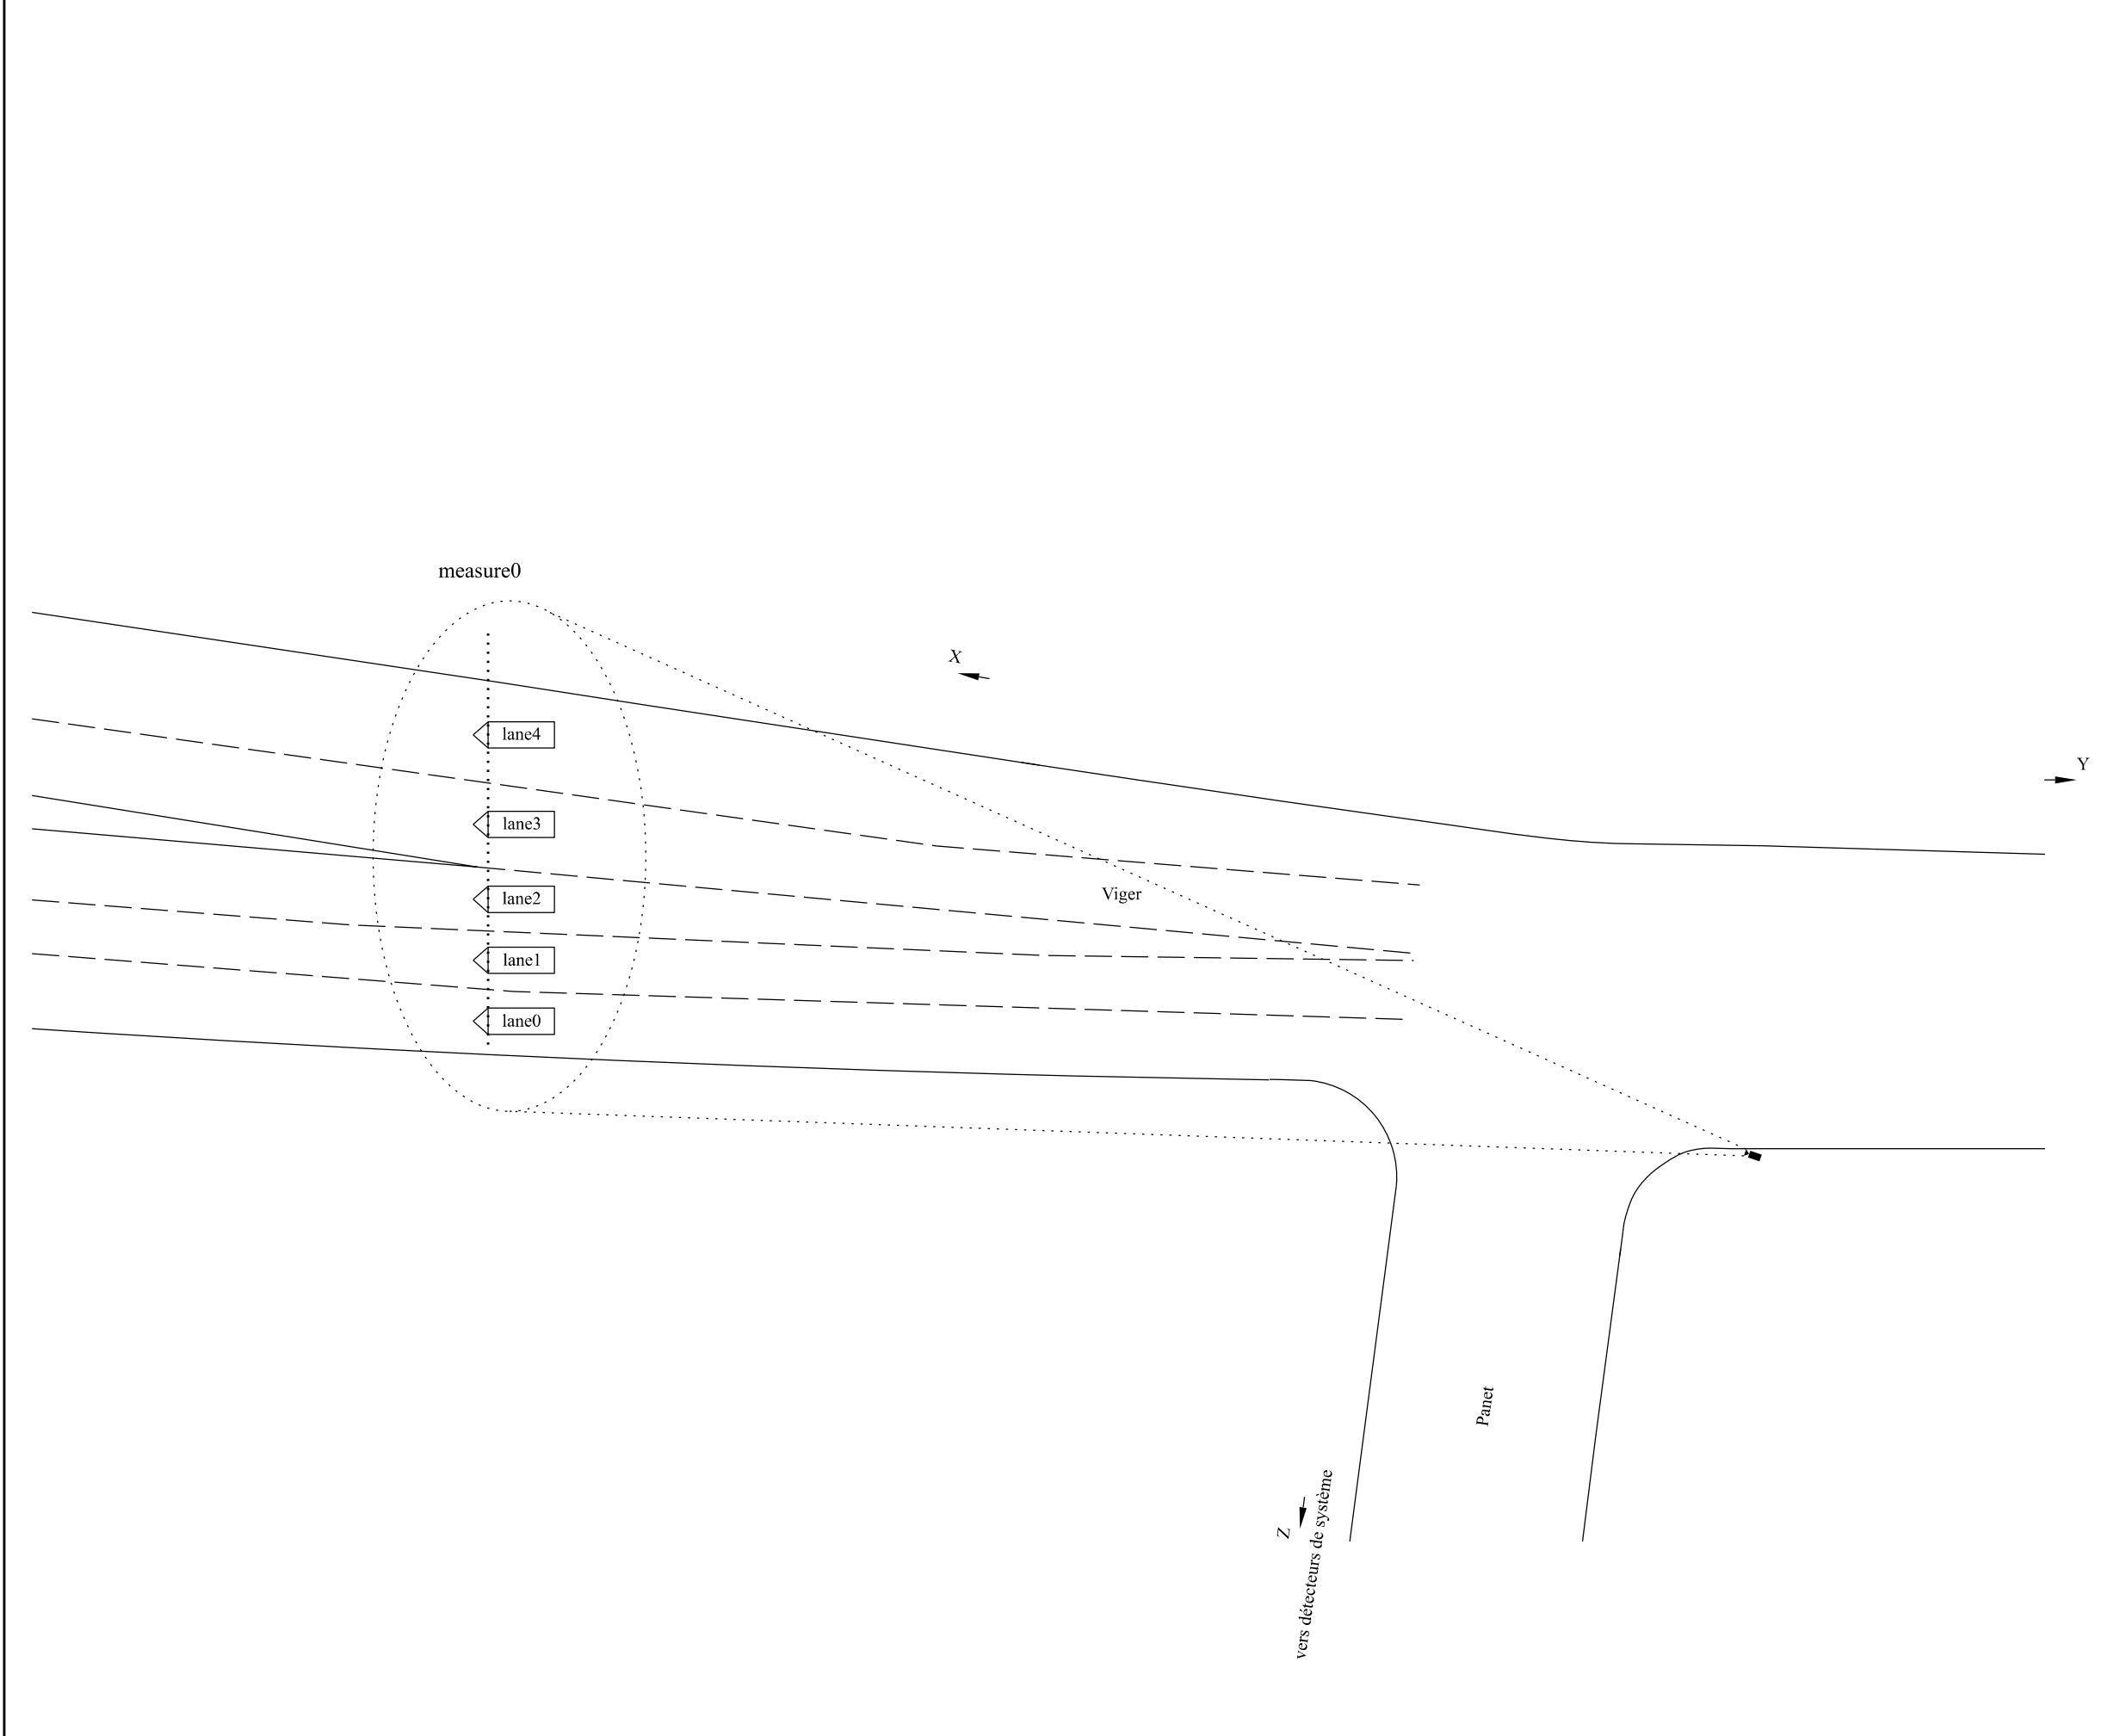 measure0
X
lane4
Y
lane3
Viger
lane2
lane1
lane0
Panet
Z
vers détecteurs de système